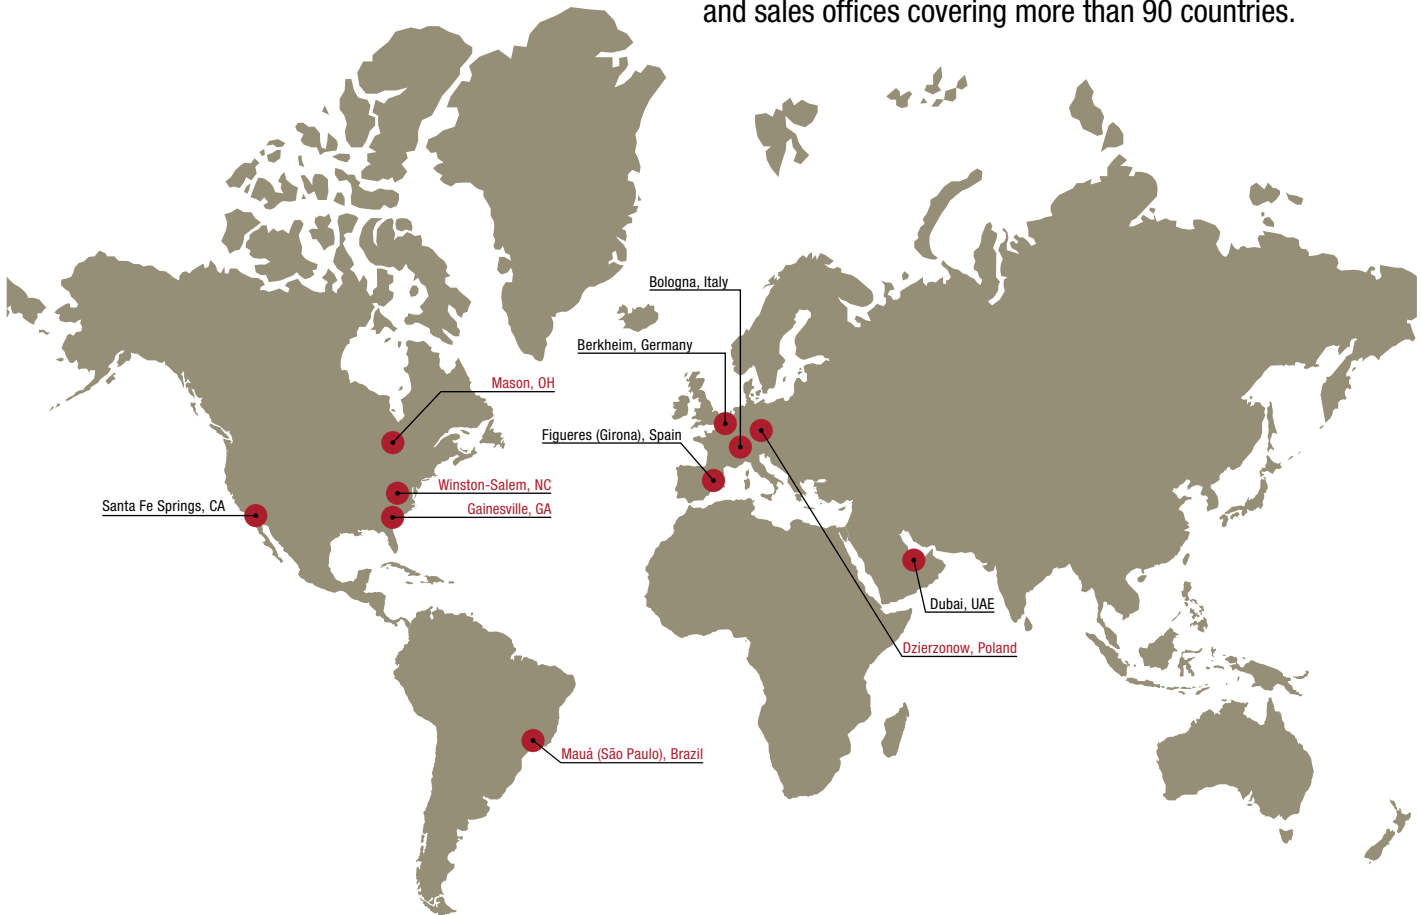 and sales offices covering more than 90 countries.
Bologna, Italy
Berkheim, Germany
Mason, OH
Figueres (Girona), Spain
Winston-Salem, NC
Santa Fe Springs, CA
Gainesville, GA
Dubai, UAE
Dzierzonow, Poland
Mauá (São Paulo), Brazil